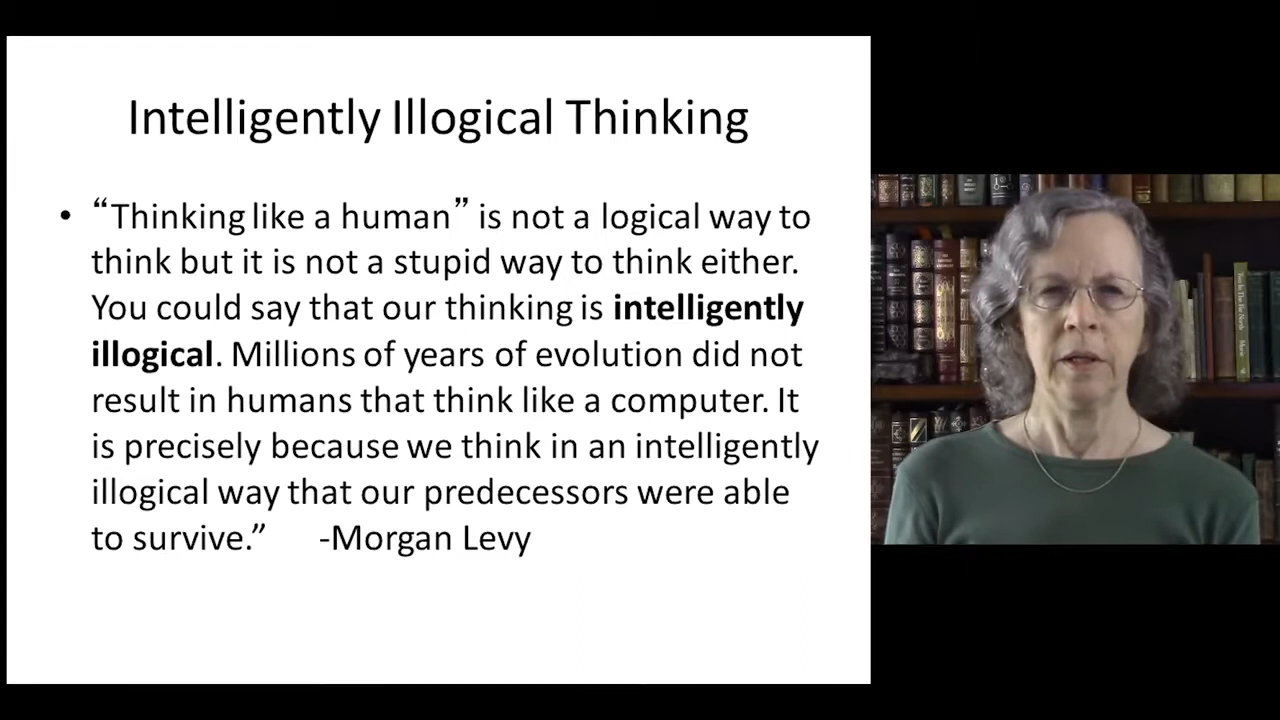 Intelligently Illogical Thinking
• “Thinking like a human” is not a logical way to
think but it is not a stupid way to think either.
You could say that our thinking is intelligently
illogical. Millions of years of evolution did not
result in humans that think like a computer. It
is precisely because we think in an intelligently
illogical way that our predecessors were able
to survive.” -Morgan Levy